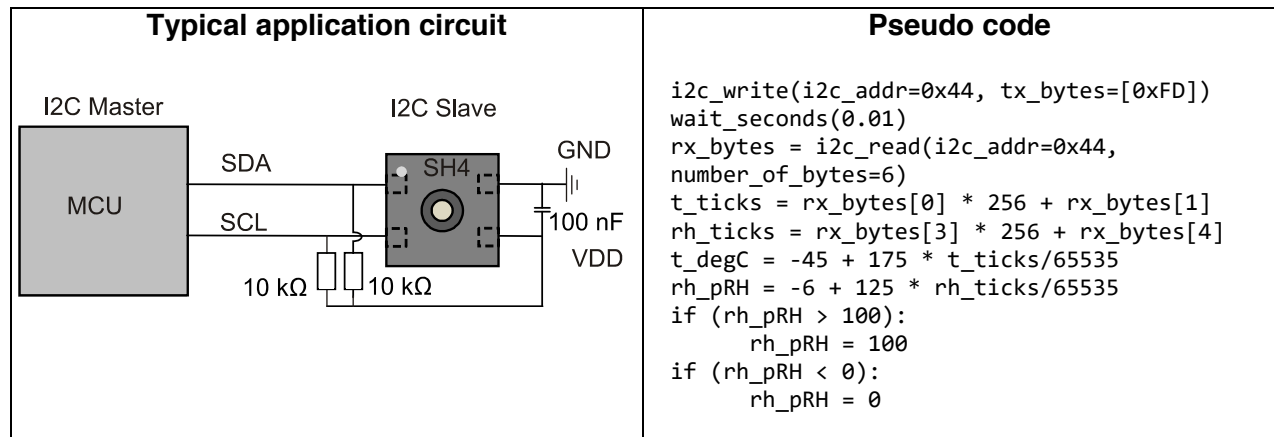 Typical application circuit
I2C Master
I2C Slave
MCU
SDA
SCL
SH4
GND
100 nF
VDD
10 kΩ
10 kΩ
Pseudo code
i2c_write(i2c_addr=0x44, tx_bytes=[0xFD])
wait_seconds(0.01)
rx_bytes = i2c_read(i2c_addr=0x44,
number_of_bytes=6)
t_ticks = rx_bytes[0] * 256 + rx_bytes[1]
rh_ticks = rx_bytes[3] * 256 + rx_bytes[4]
t_degC = -45 + 175 * t_ticks/65535
rh_pRH = -6 + 125 * rh_ticks/65535
if (rh_pRH > 100):
      rh_pRH = 100
if (rh_pRH < 0):
      rh_pRH = 0